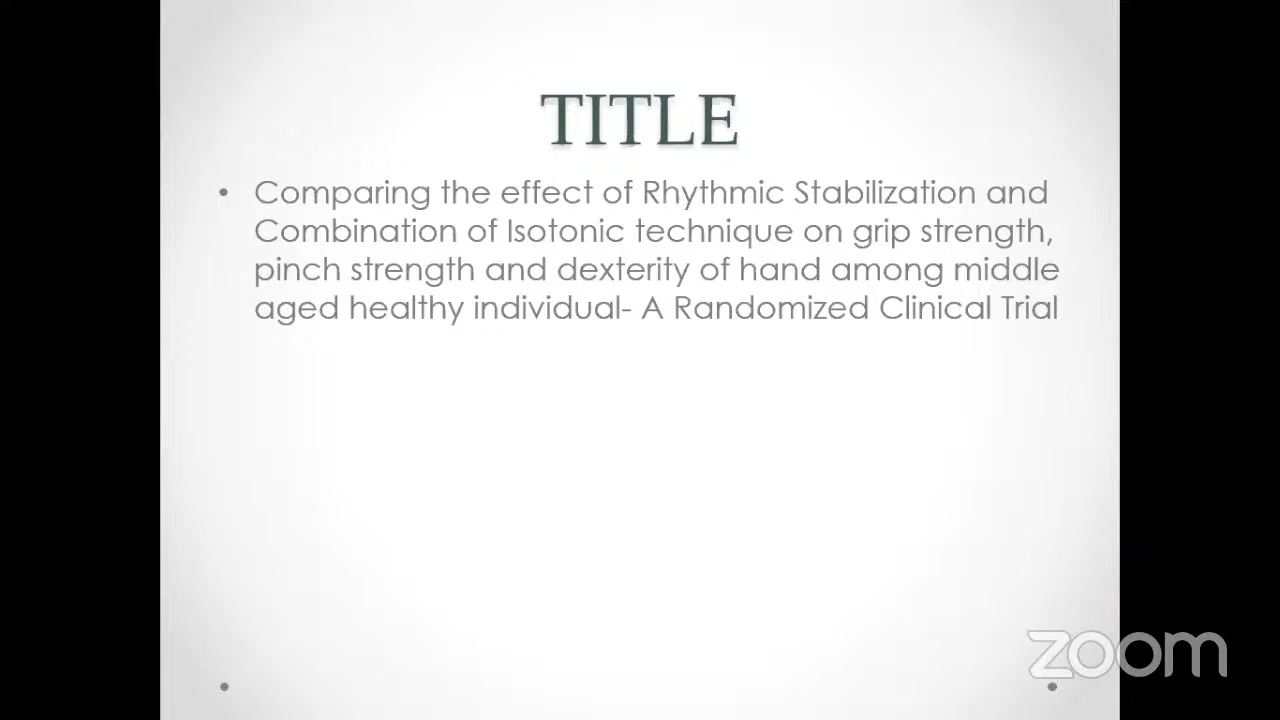 TITLE
• Comparing the effect of Rhythmic Stabilization and
Combination of Isotonic technique on grip strength,
pinch strength and dexterity of hand among middle
aged healthy individual- A Randomized Clinical Trial
zoom